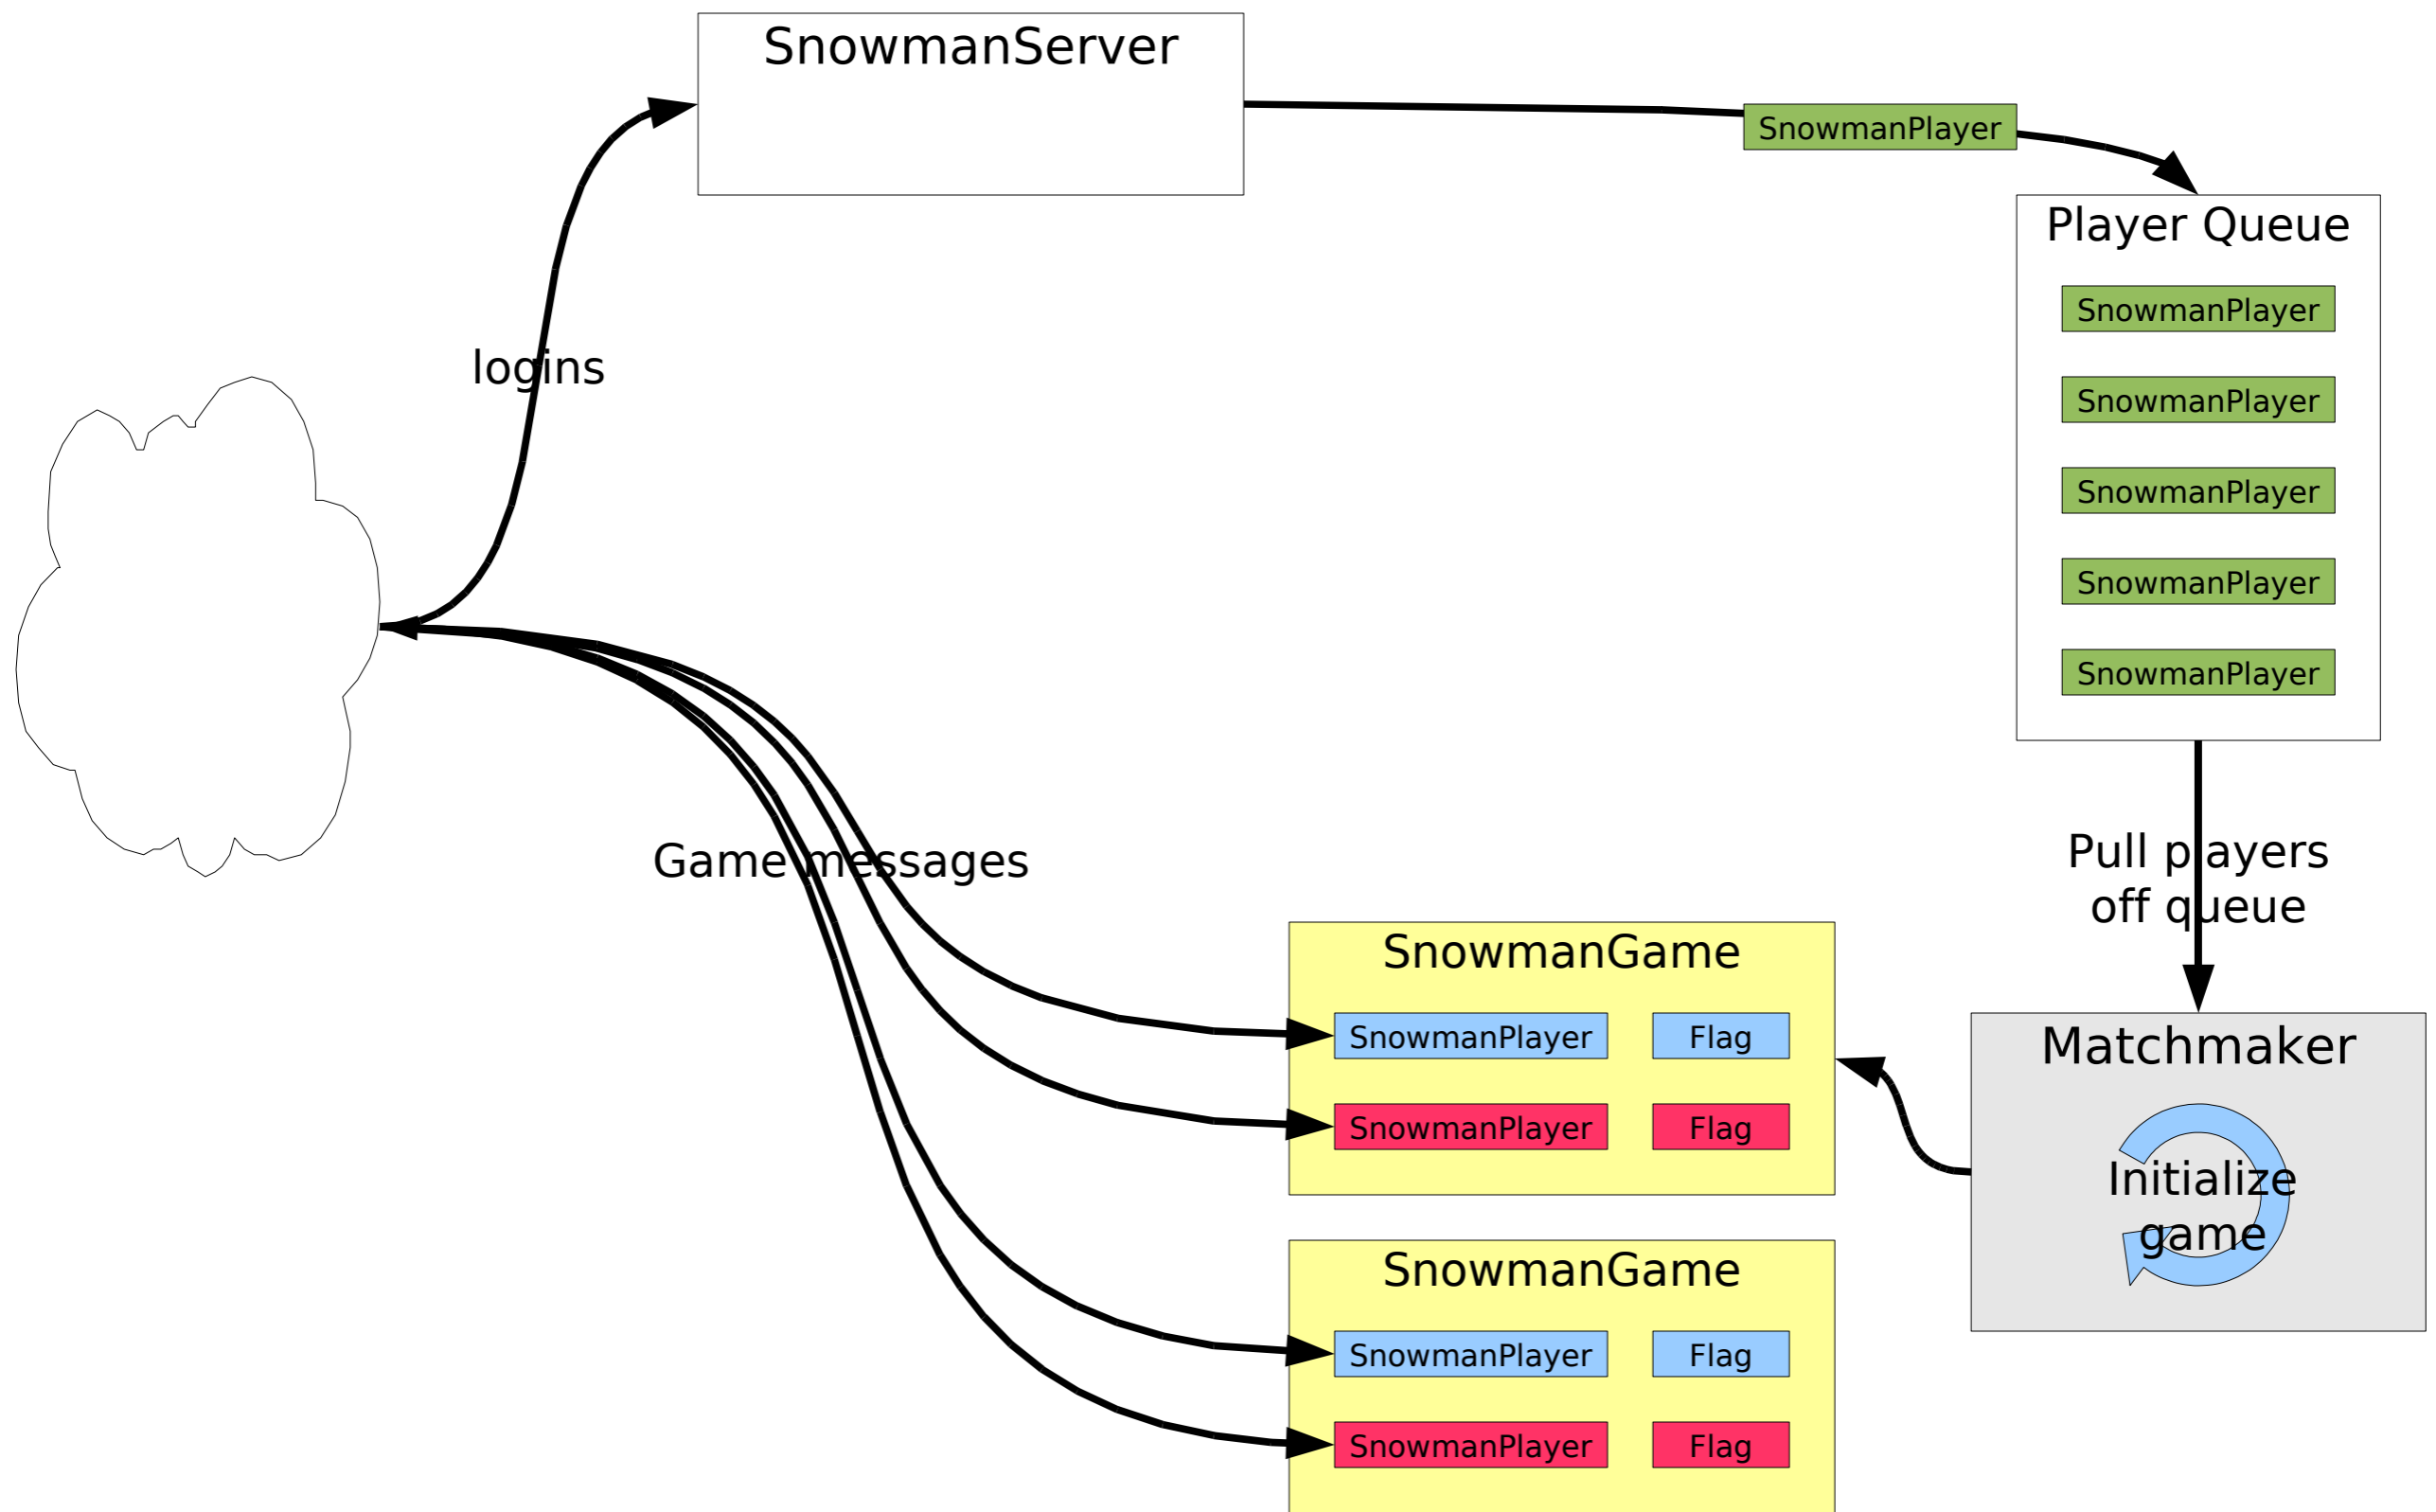 SnowmanServer
SnowmanPlayer
Player Queue
SnowmanPlayer
SnowmanPlayer
SnowmanPlayer
SnowmanPlayer
SnowmanPlayer
logins
Pull players
off queue
Game messages
SnowmanGame
SnowmanPlayer Flag
SnowmanPlayer Flag
Matchmaker
Initialize
game
SnowmanGame
SnowmanPlayer Flag
SnowmanPlayer Flag